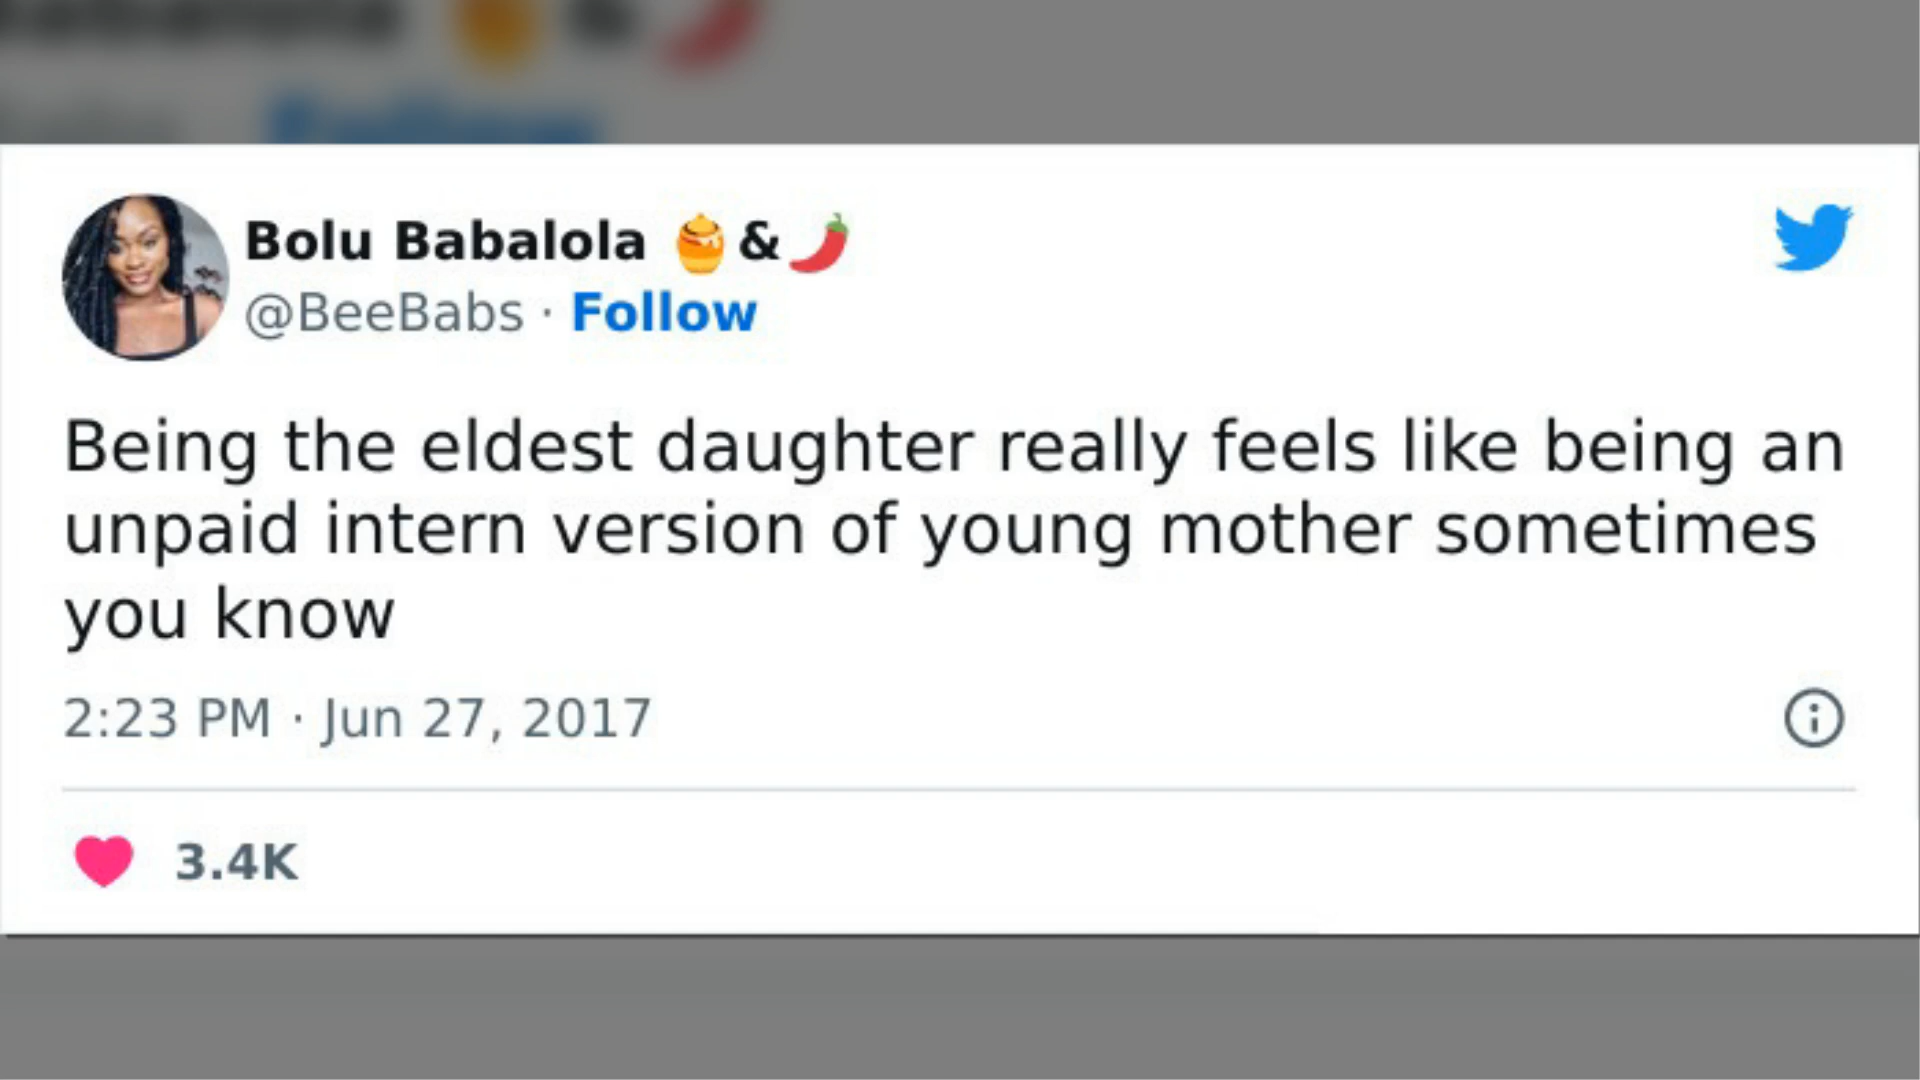 Bolu Babalola 🍯&🌶️
@BeeBabs · Follow
Being the eldest daughter really feels like being an
unpaid intern version of young mother sometimes
you know
2:23 PM · Jun 27, 2017
3.4K